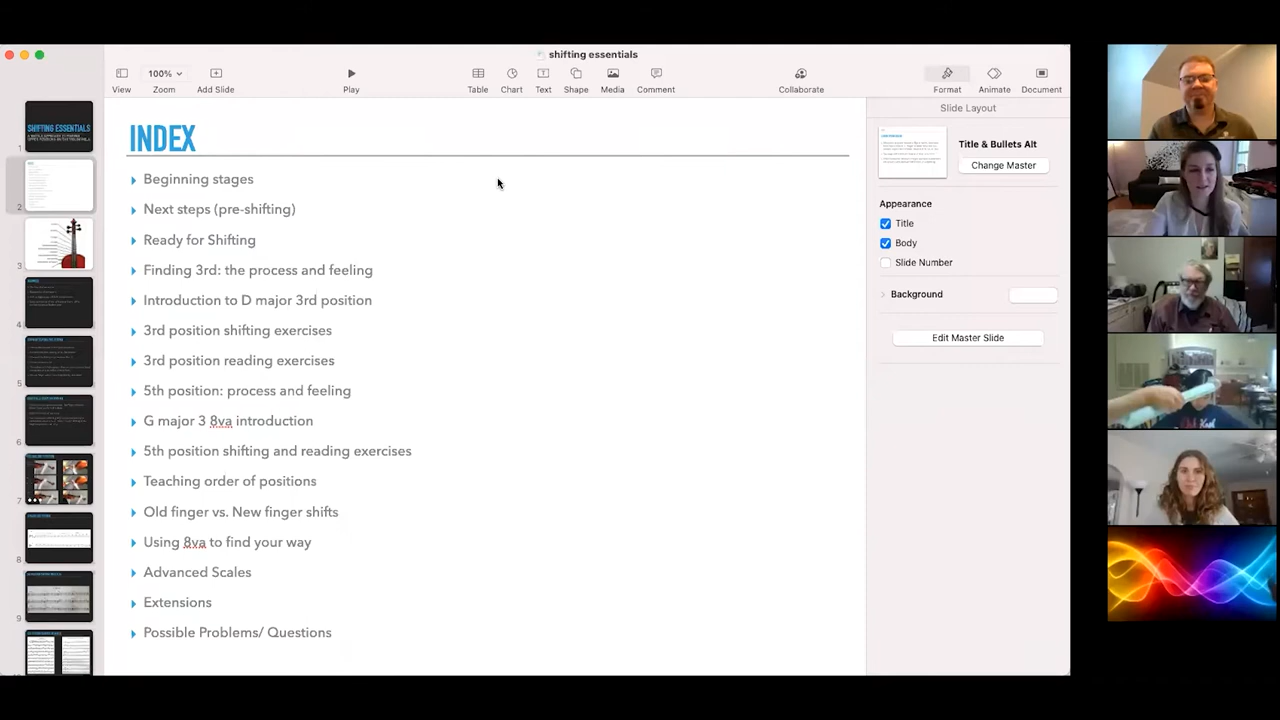 shifting essentials
100%
View
Zoom
Add Slide
Play
Table
Chart
Text
Shape
Media
Comment
Collaborate
Format
Animate
Document
SHIFTING ESSENTIALS
1
2
3
4
5
6
7
8
9
INDEX
Beginning stages
Next steps (pre-shifting)
Ready for Shifting
Finding 3rd: the process and feeling
Introduction to D major 3rd position
3rd position shifting exercises
3rd position reading exercises
5th position: process and feeling
G major 3 8va introduction
5th position shifting and reading exercises
Teaching order of positions
Old finger vs. New finger shifts
Using 8va to find your way
Advanced Scales
Extensions
Possible Problems/ Questions
Slide Layout
Title & Bullets Alt
Change Master
Appearance
Title
Body
Slide Number
Background
Edit Master Slide